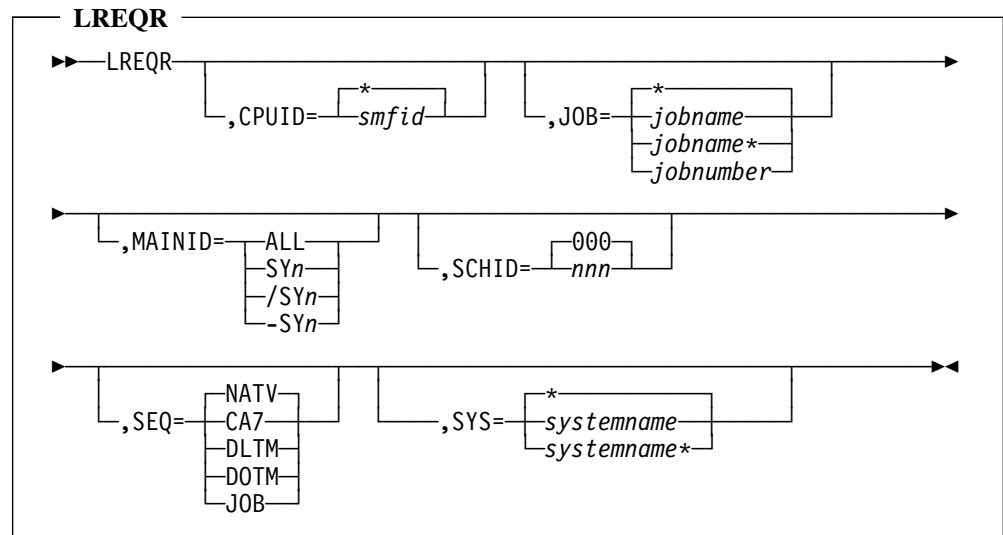 LREQR
LREQR
,CPUID=
*
smfid
,JOB=
*
jobname
jobname*
jobnumber
,MAINID=
ALL
SYn
/SYn
-SYn
,SCHID=
000
nnn
,SEQ=
NATV
CA7
DLTM
DOTM
JOB
,SYS=
*
systemname
systemname*